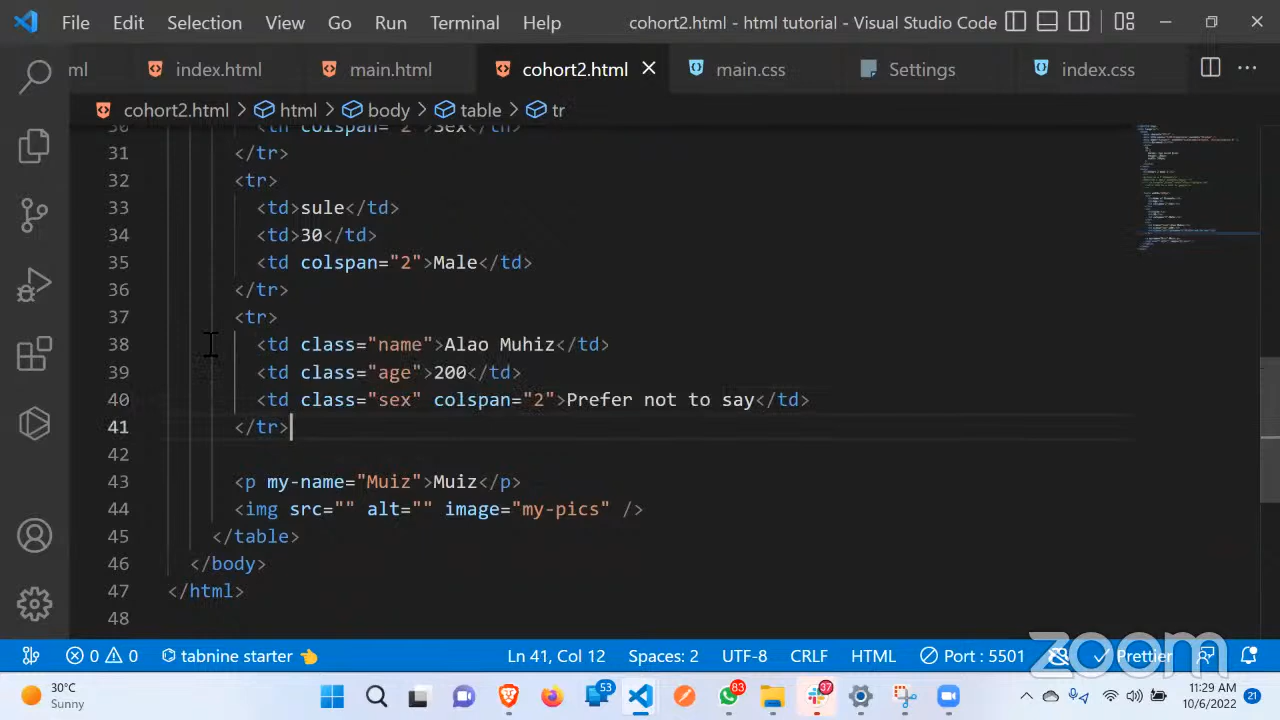 File Edit Selection View Go Run Terminal Help cohort2.html - html tutorial - Visual Studio Code
ml index.html main.html cohort2.html main.css Settings index.css
cohort2.html > html > body > table > tr
30 <th colspan="2">Sex</th>
31 </tr>
32 <tr>
33 <td>sule</td>
34 <td>30</td>
35 <td colspan="2">Male</td>
36 </tr>
37 <tr>
38 <td class="name">Alao Muhiz</td>
39 <td class="age">200</td>
40 <td class="sex" colspan="2">Prefer not to say</td>
41 </tr>
42
43 <p my-name="Muiz">Muiz</p>
44 <img src="" alt="" image="my-pics" />
45 </table>
46 </body>
47 </html>
48
0 0 tabnine starter Ln 41, Col 12 Spaces: 2 UTF-8 CRLF HTML Port : 5501 Prettier
zoom
30°C
Sunny
53 83 37
11:29 AM
10/6/2022
21